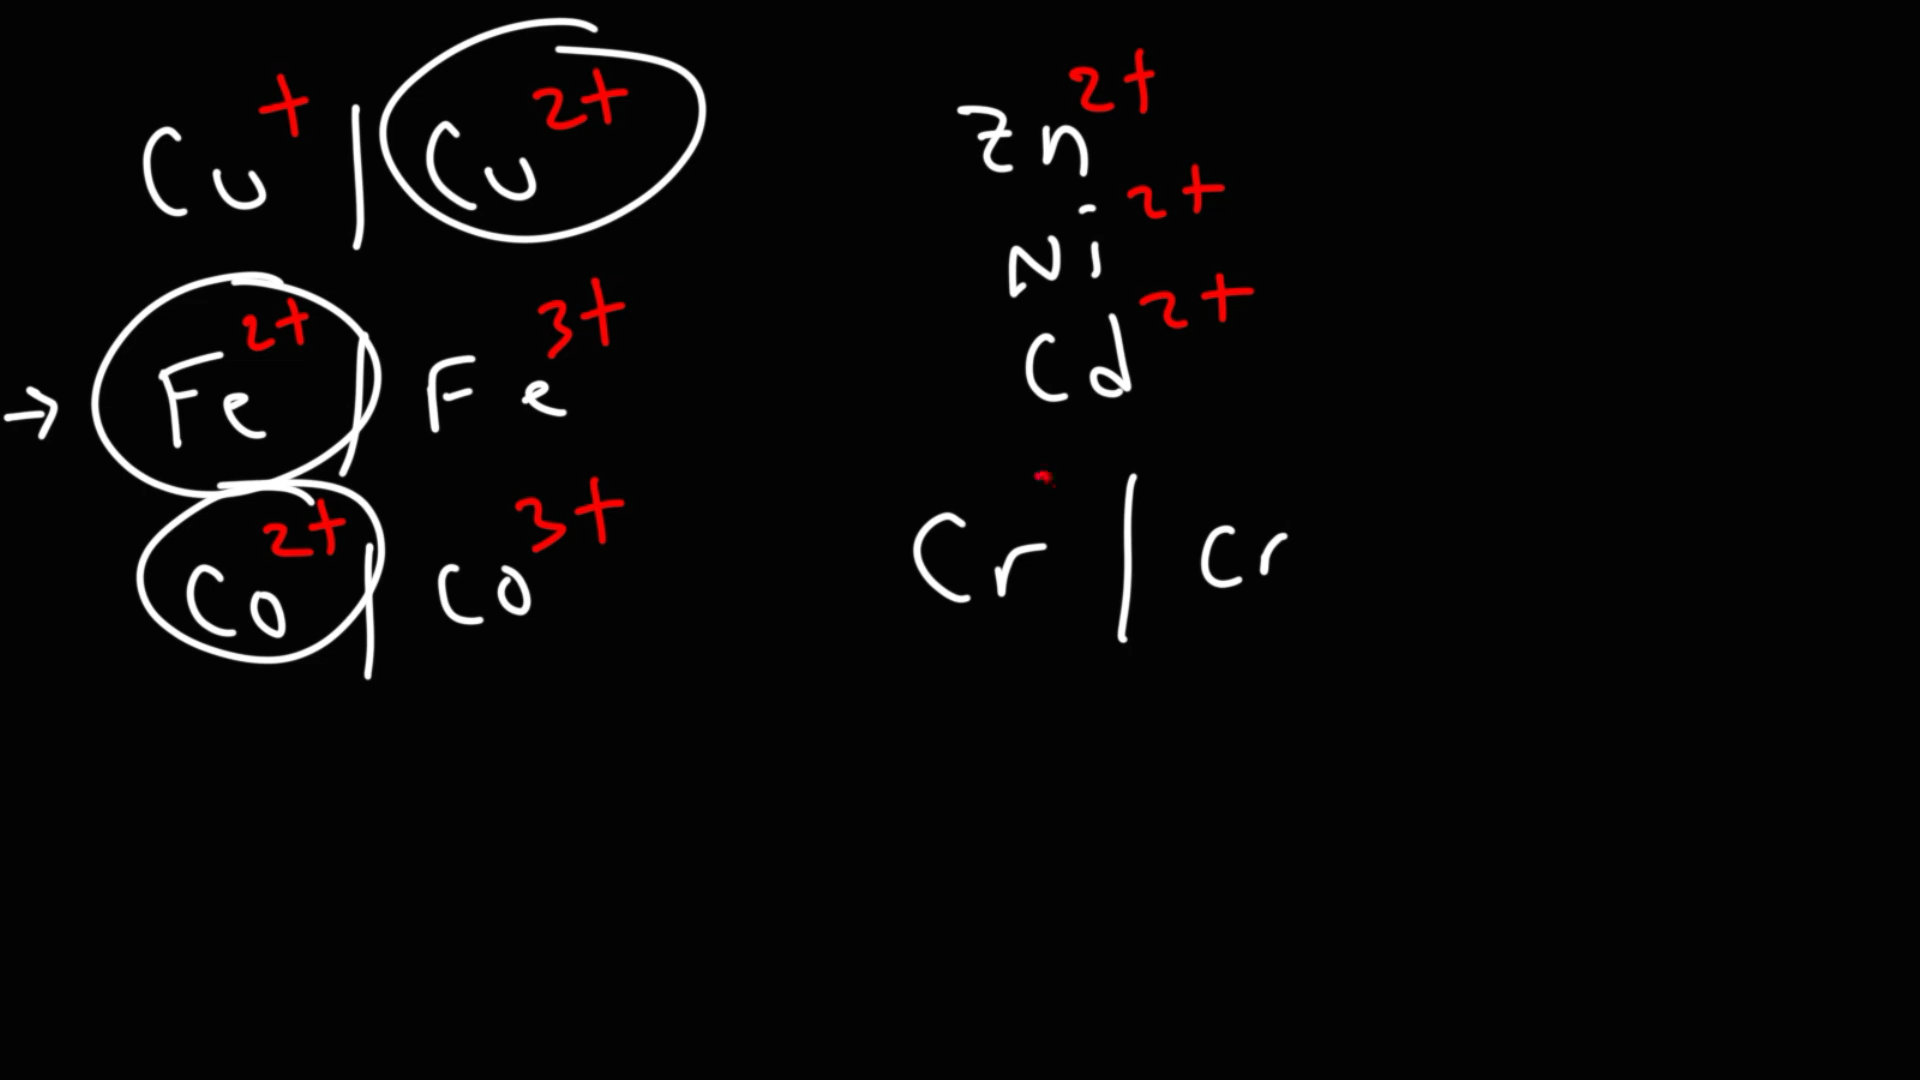 Cu⁺ | Cu²⁺
→ Fe²⁺ | Fe³⁺
Co²⁺ | Co³⁺
Zn²⁺
Ni²⁺
Cd²⁺
Cr | Cr